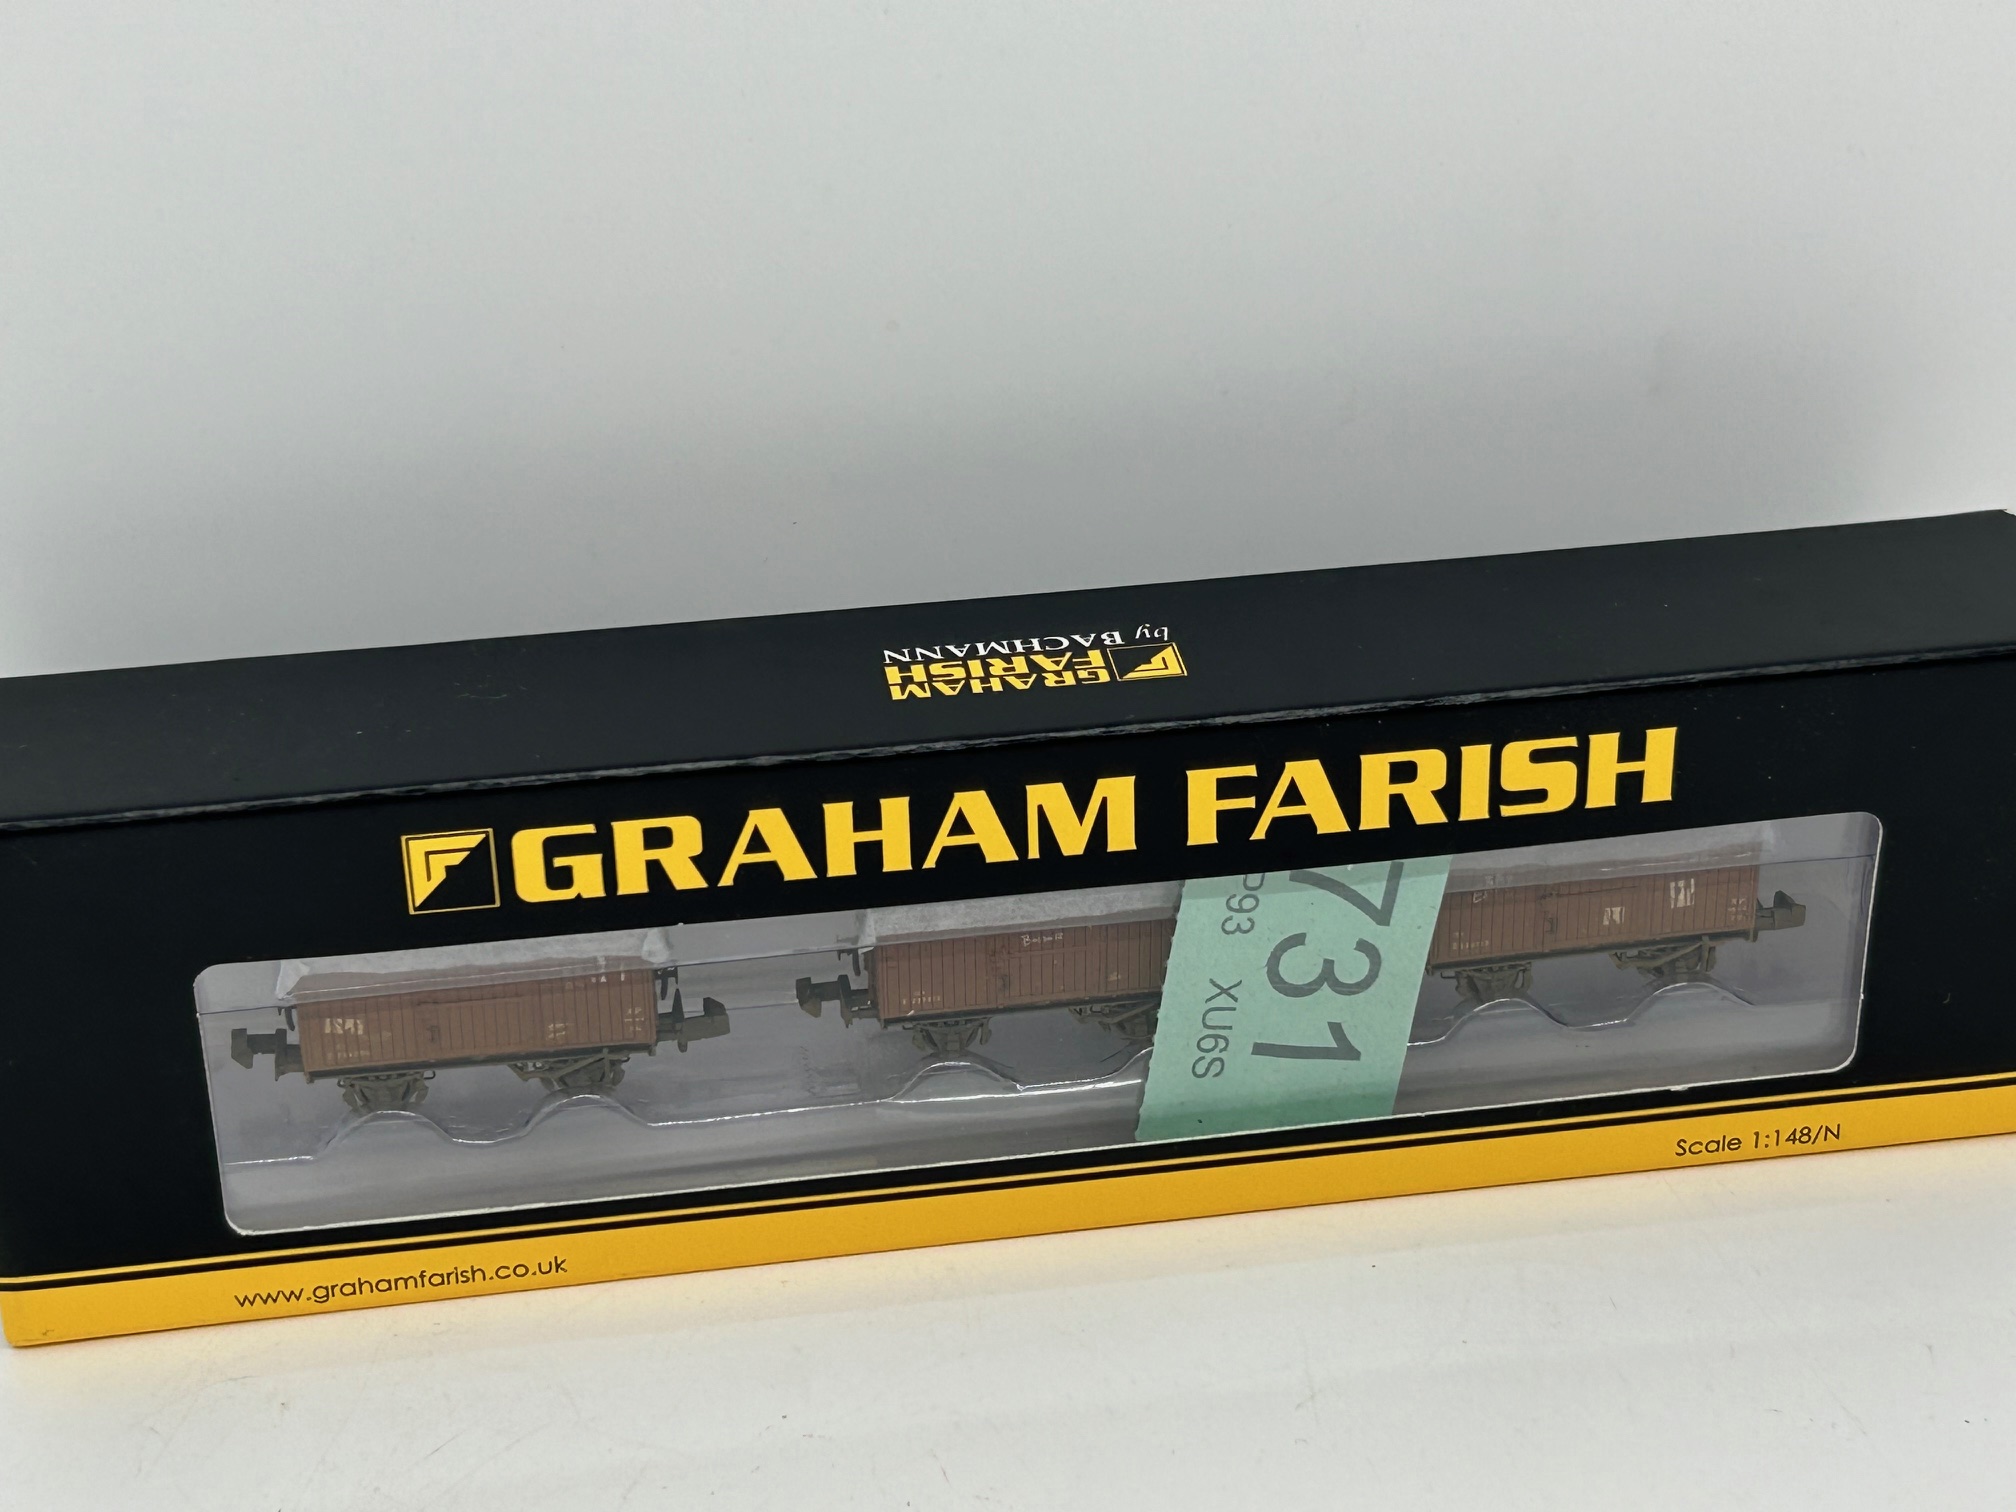 GRAHAM
FARISH
by BACHMANN
GRAHAM FARISH
731
P93 XU6S
Scale 1:148/N
www.grahamfarish.co.uk